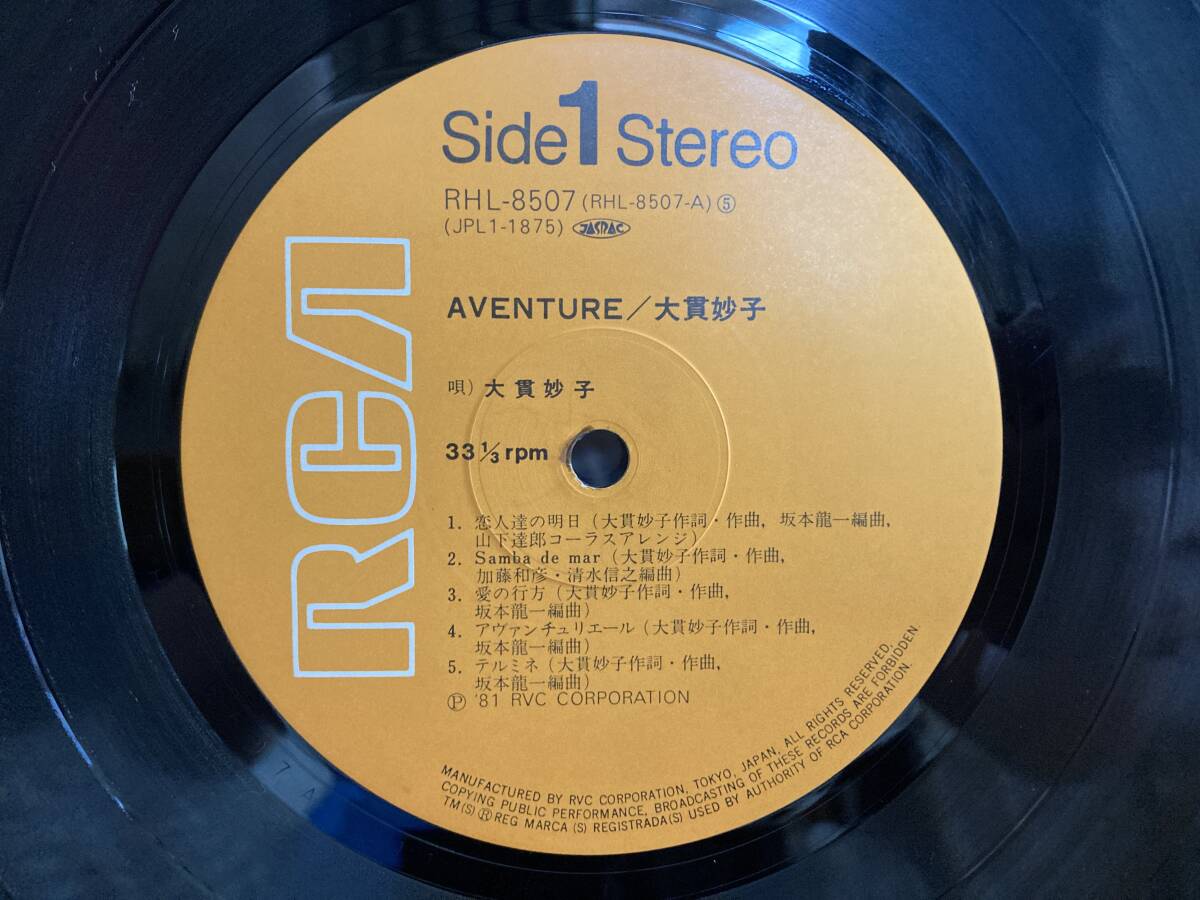 Side 1 Stereo
RHL-8507 (RHL-8507-A) ⑤
(JPL1-1875) JASRAC
RCA
AVENTURE/大貫妙子
唄) 大貫妙子
33 1/3 rpm
1. 恋人達の明日 (大貫妙子作詞・作曲, 坂本龍一編曲,
山下達郎コーラスアレンジ)
2. Samba de mar (大貫妙子作詞・作曲,
加藤和彦・清水信之編曲)
3. 愛の行方 (大貫妙子作詞・作曲,
坂本龍一編曲)
4. アヴァンチュリエール (大貫妙子作詞・作曲,
坂本龍一編曲)
5. テルミネ (大貫妙子作詞・作曲,
坂本龍一編曲)
Ⓟ '81 RVC CORPORATION
MANUFACTURED BY RVC CORPORATION, TOKYO, JAPAN, ALL RIGHTS RESERVED,
COPYING PUBLIC PERFORMANCE, BROADCASTING OF THESE RECORDS ARE FORBIDDEN.
TM(S) ® REG MARCA (S) REGISTRADA(S) USED BY AUTHORITY OF RCA CORPORATION.
7
A